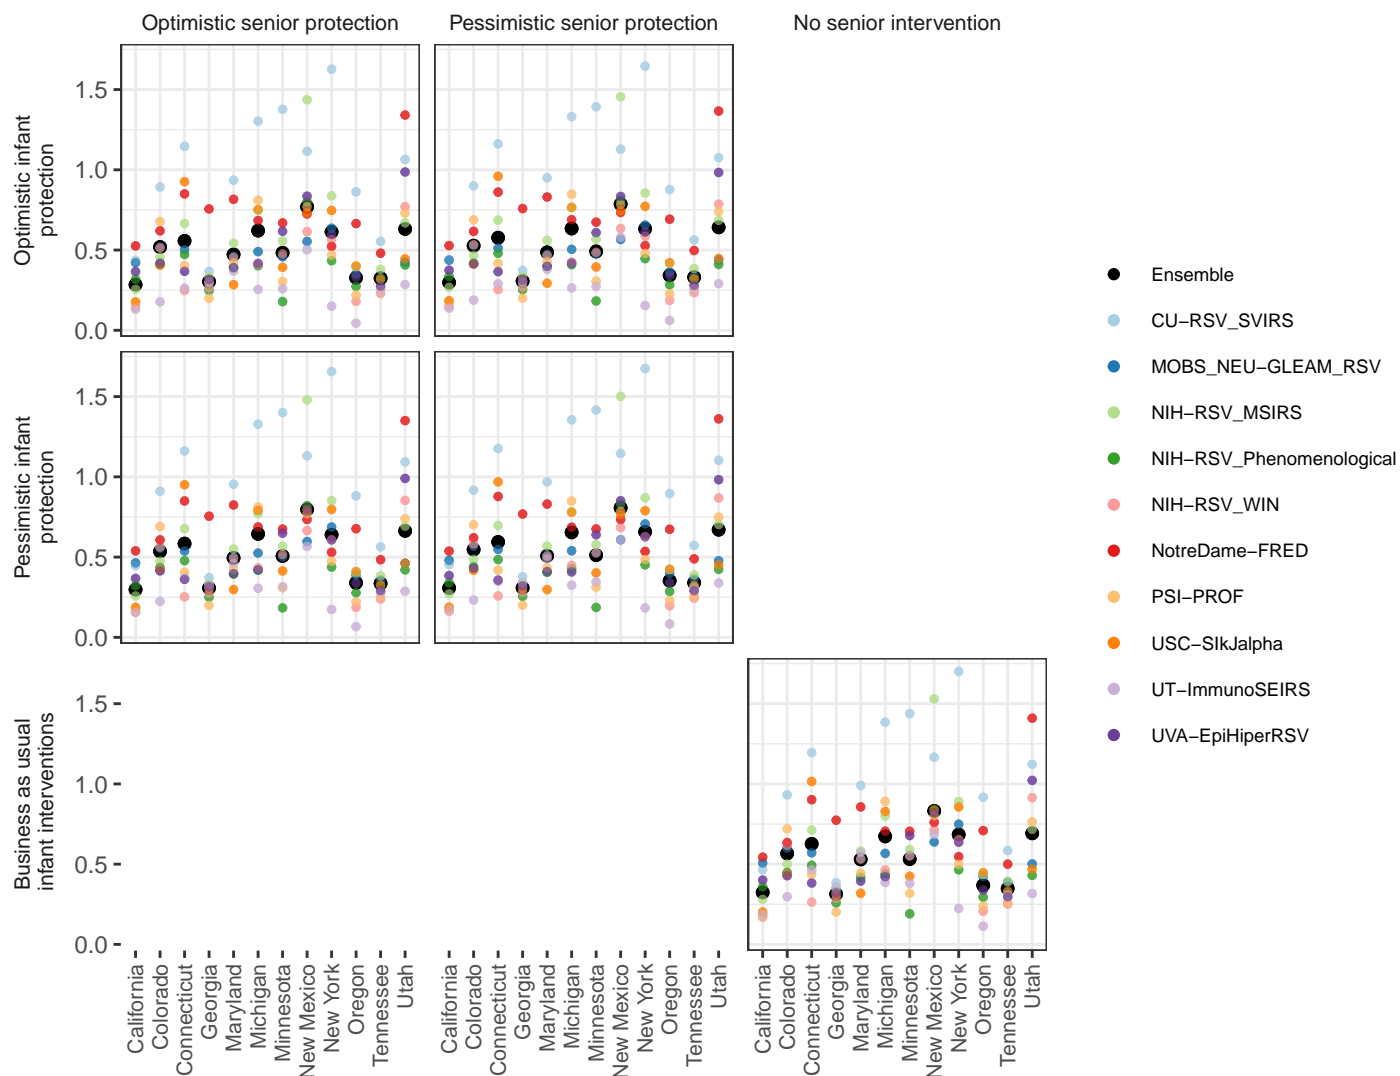 Optimistic senior protection
Pessimistic senior protection
No senior intervention
Optimistic infant
protection
1.5
1.0
0.5
0.0
Pessimistic infant
protection
1.5
1.0
0.5
0.0
Business as usual
infant interventions
1.5
1.0
0.5
0.0
California
Colorado
Connecticut
Georgia
Maryland
Michigan
Minnesota
New Mexico
New York
Oregon
Tennessee
Utah
California
Colorado
Connecticut
Georgia
Maryland
Michigan
Minnesota
New Mexico
New York
Oregon
Tennessee
Utah
California
Colorado
Connecticut
Georgia
Maryland
Michigan
Minnesota
New Mexico
New York
Oregon
Tennessee
Utah
Ensemble
CU−RSV_SVIRS
MOBS_NEU−GLEAM_RSV
NIH−RSV_MSIRS
NIH−RSV_Phenomenological
NIH−RSV_WIN
NotreDame−FRED
PSI−PROF
USC−SIkJalpha
UT−ImmunoSEIRS
UVA−EpiHiperRSV